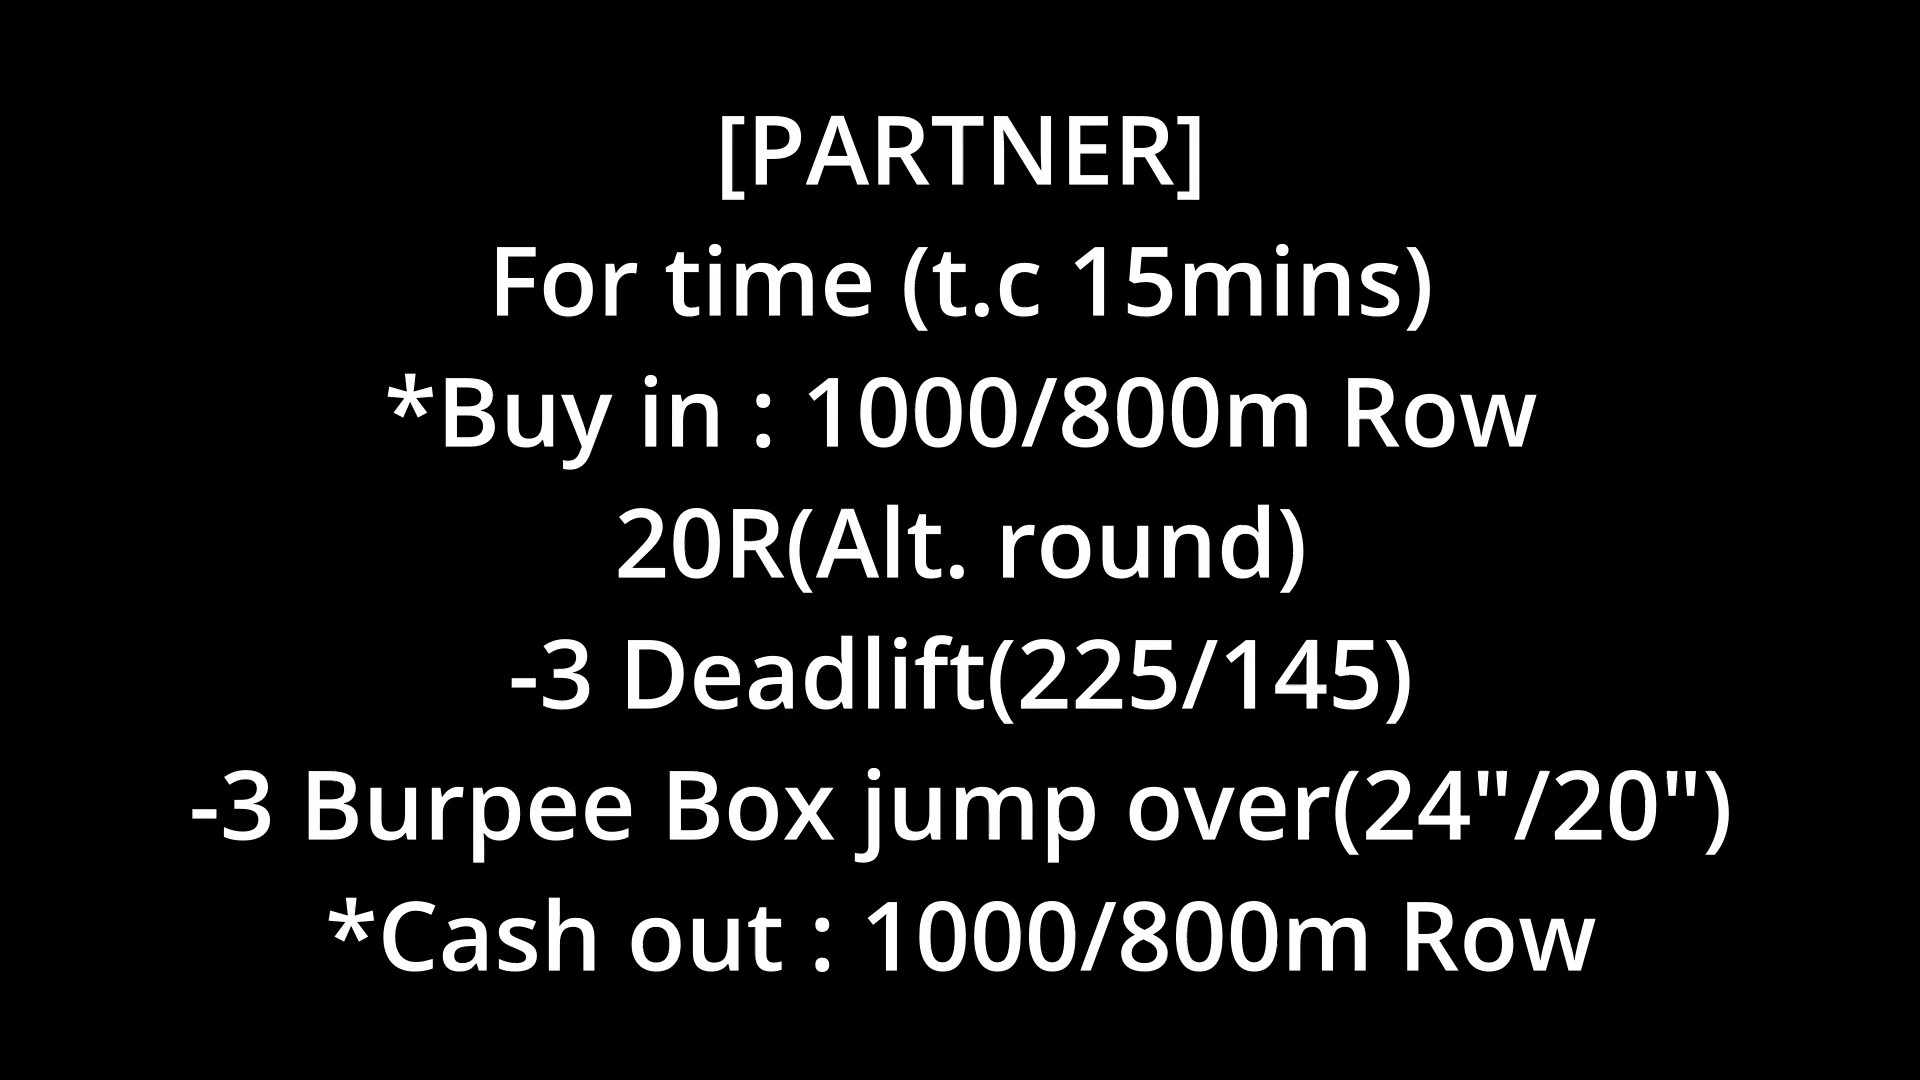 [PARTNER]
For time (t.c 15mins)
*Buy in : 1000/800m Row
20R(Alt. round)
-3 Deadlift(225/145)
-3 Burpee Box jump over(24"/20")
*Cash out : 1000/800m Row